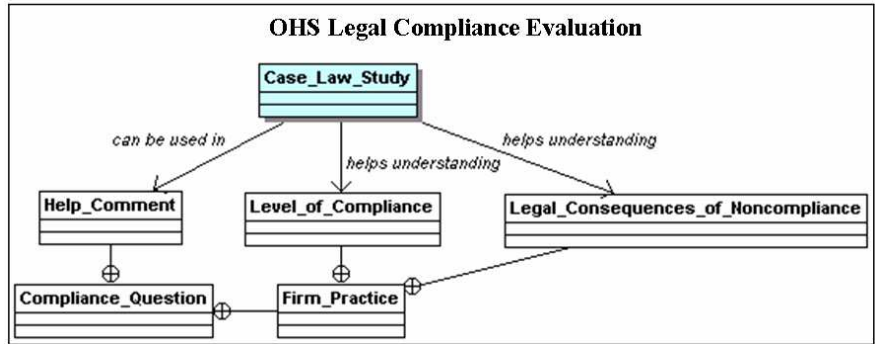 OHS Legal Compliance Evaluation
Case_Law_Study
can be used in
helps understanding
helps understanding
Help_Comment
Level_of_Compliance
Legal_Consequences_of_Noncompliance
Compliance_Question
Firm_Practice